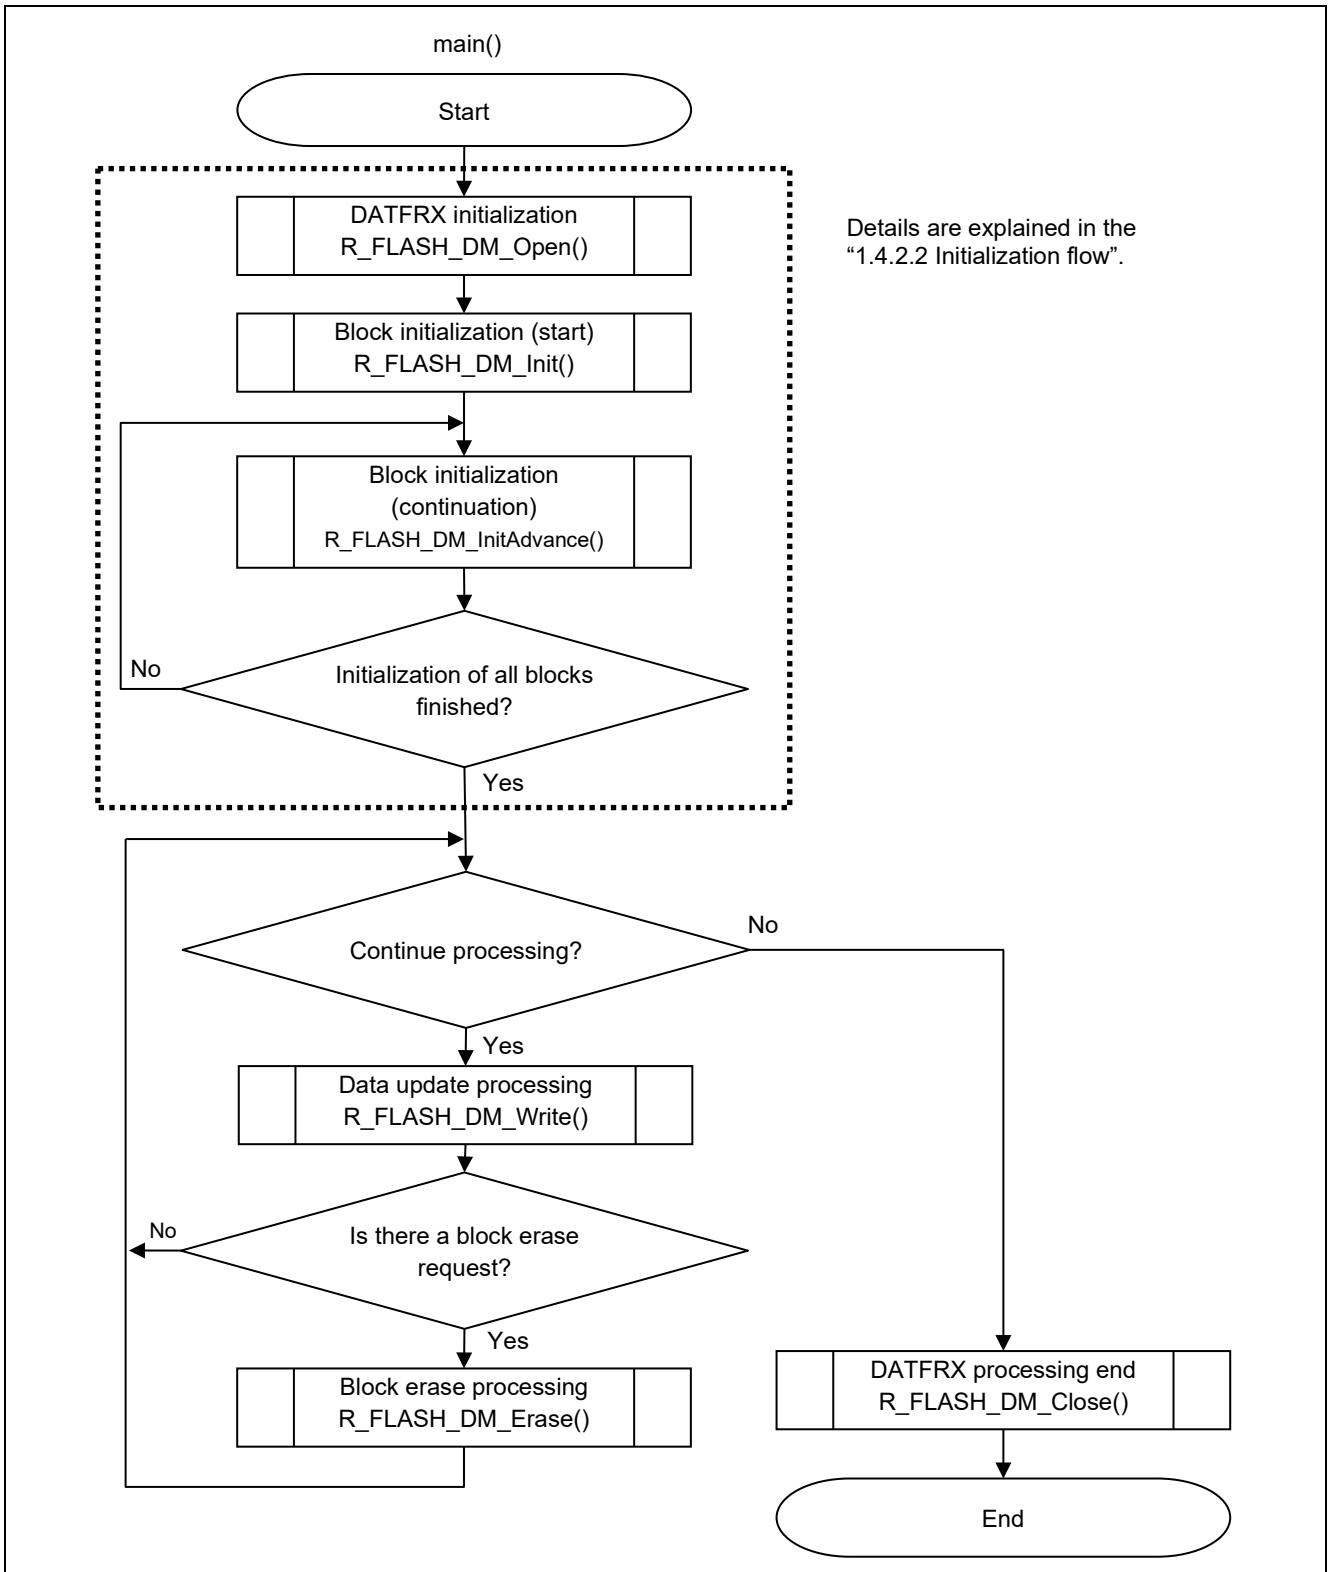 main()
Start
DATFRX initialization
R_FLASH_DM_Open()
Details are explained in the
“1.4.2.2 Initialization flow”.
Block initialization (start)
R_FLASH_DM_Init()
Block initialization
(continuation)
R_FLASH_DM_InitAdvance()
Initialization of all blocks
finished?
No
Yes
Continue processing?
No
Yes
Data update processing
R_FLASH_DM_Write()
Is there a block erase
request?
No
Yes
Block erase processing
R_FLASH_DM_Erase()
DATFRX processing end
R_FLASH_DM_Close()
End